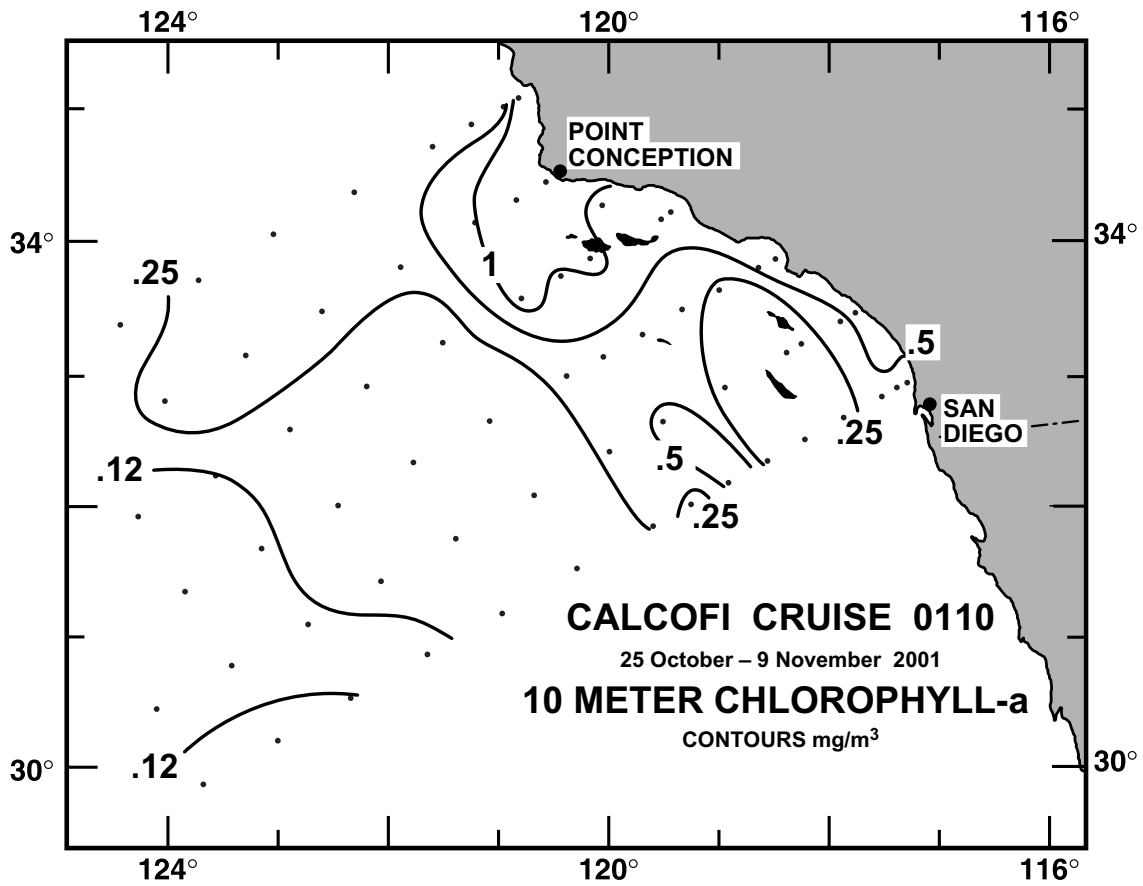 124° 120° 116°
POINT
CONCEPTION
34° 34°
.25
1
.5
SAN
DIEGO
.25
.5
.12
.25
CALCOFI CRUISE 0110
25 October – 9 November 2001
10 METER CHLOROPHYLL-a
CONTOURS mg/m³
.12
30° 30°
124° 120° 116°